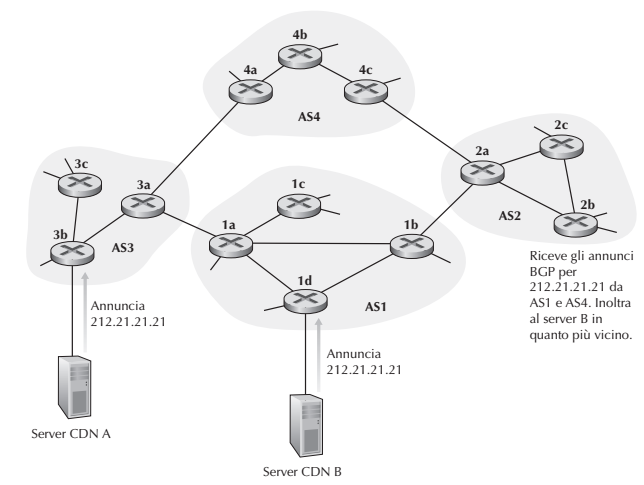 4b
4a
4c
AS4
2c
2a
3c
3a
1c
2b
AS2
3b
AS3
1a
1b
Riceve gli annunci
BGP per
212.21.21.21 da
AS1 e AS4. Inoltra
al server B in
quanto più vicino.
1d
AS1
Annuncia
212.21.21.21
Annuncia
212.21.21.21
Server CDN A
Server CDN B